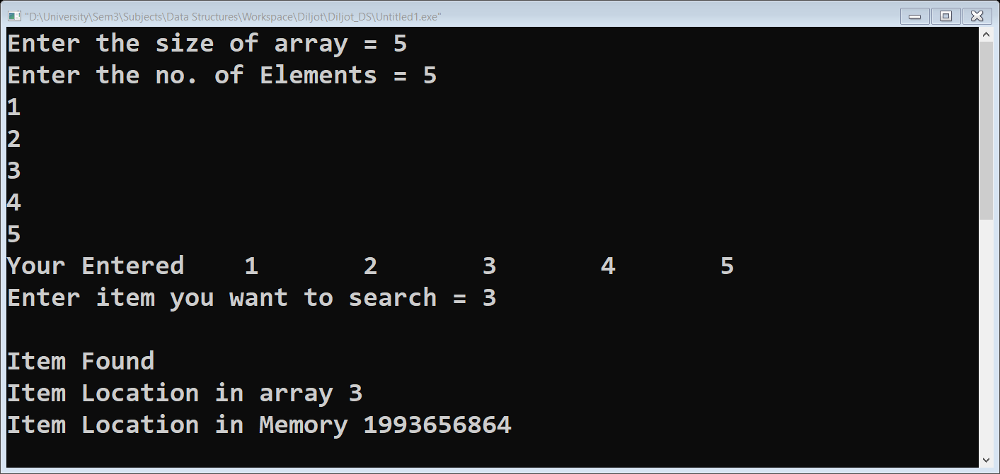 "D:\University\Sem3\Subjects\Data Structures\Workspace\Diljot\Diljot_DS\Untitled1.exe"
Enter the size of array = 5
Enter the no. of Elements = 5
1
2
3
4
5
Your Entered    1       2       3       4       5
Enter item you want to search = 3
Item Found
Item Location in array 3
Item Location in Memory 1993656864